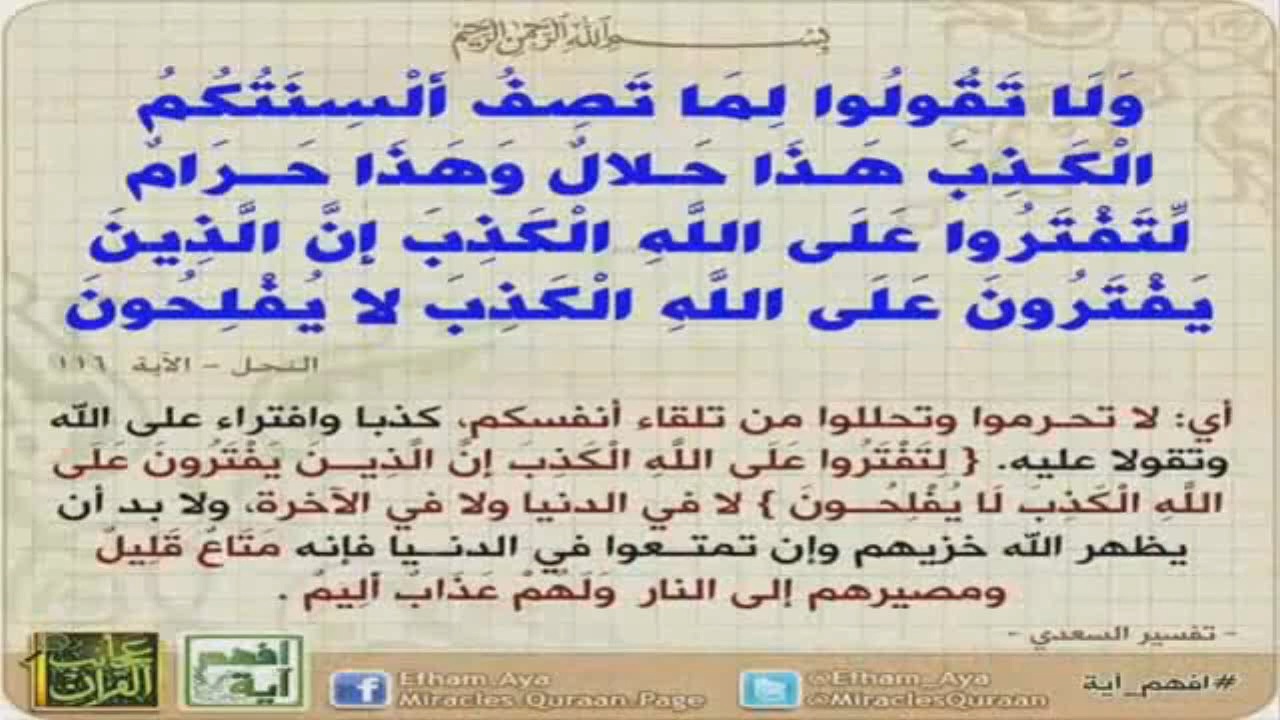 بسم الله الرحمن الرحيم
وَلَا تَقُولُوا لِمَا تَصِفُ أَلْسِنَتُكُمُ
الْكَذِبَ هَذَا حَلالٌ وَهَذَا حَرَامٌ
لِّتَفْتَرُوا عَلَى اللَّهِ الْكَذِبَ إِنَّ الَّذِينَ
يَفْتَرُونَ عَلَى اللَّهِ الْكَذِبَ لا يُفْلِحُونَ
النحل - الآية ١١٦
أي: لا تحرموا وتحللوا من تلقاء أنفسكم، كذبا وافتراء على الله
وتقولا عليه. { لِتَفْتَرُوا عَلَى اللَّهِ الْكَذِبَ إِنَّ الَّذِينَ يَفْتَرُونَ عَلَى
اللَّهِ الْكَذِبَ لَا يُفْلِحُونَ } لا في الدنيا ولا في الآخرة، ولا بد أن
يظهر الله خزيهم وإن تمتعوا في الدنيا فإنه مَتَاعٌ قَلِيلٌ
ومصيرهم إلى النار وَلَهُمْ عَذَابٌ أَلِيمٌ .
- تفسير السعدي -
#افهم_اية
@Efham_Aya
@MiraclesQuraan
Efham_Aya
Miracles Quraan Page
افهم
آية
القرآن